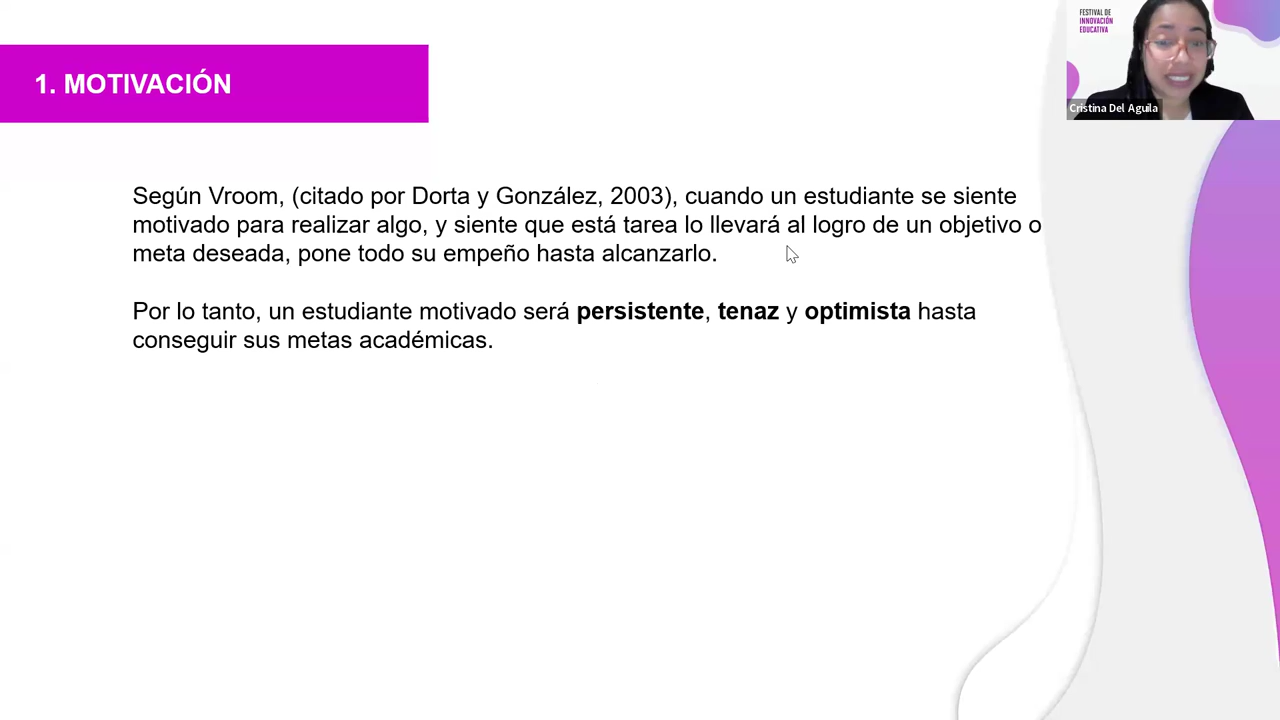 FESTIVAL DE
INNOVACIÓN
EDUCATIVA
Cristina Del Aguila
1. MOTIVACIÓN
Según Vroom, (citado por Dorta y González, 2003), cuando un estudiante se siente
motivado para realizar algo, y siente que está tarea lo llevará al logro de un objetivo o
meta deseada, pone todo su empeño hasta alcanzarlo.
Por lo tanto, un estudiante motivado será persistente, tenaz y optimista hasta
conseguir sus metas académicas.